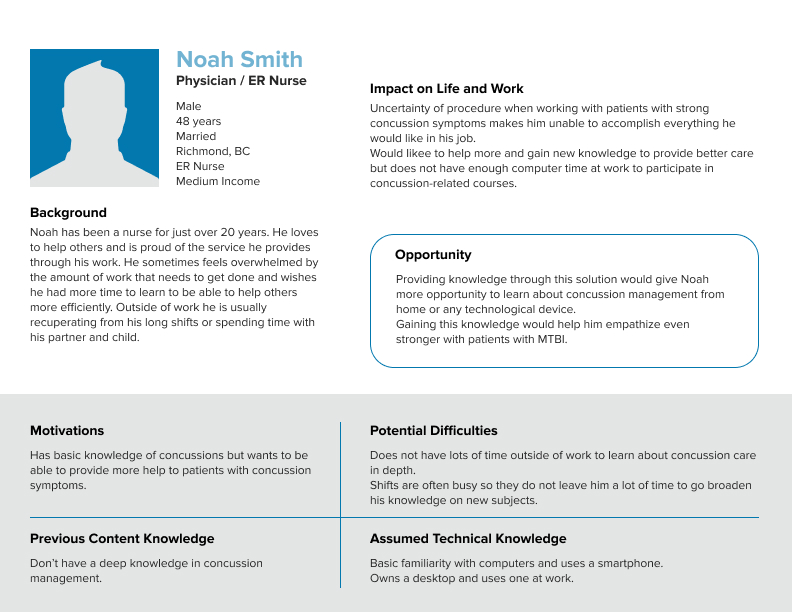 Noah Smith
Physician / ER Nurse
Male
48 years
Married
Richmond, BC
ER Nurse
Medium Income
Background
Noah has been a nurse for just over 20 years. He loves
to help others and is proud of the service he provides
through his work. He sometimes feels overwhelmed by
the amount of work that needs to get done and wishes
he had more time to learn to be able to help others
more efficiently. Outside of work he is usually
recuperating from his long shifts or spending time with
his partner and child.
Impact on Life and Work
Uncertainty of procedure when working with patients with strong
concussion symptoms makes him unable to accomplish everything he
would like in his job.
Would likee to help more and gain new knowledge to provide better care
but does not have enough computer time at work to participate in
concussion-related courses.
Opportunity
Providing knowledge through this solution would give Noah
more opportunity to learn about concussion management from
home or any technological device.
Gaining this knowledge would help him empathize even
stronger with patients with MTBI.
Motivations
Has basic knowledge of concussions but wants to be
able to provide more help to patients with concussion
symptoms.
Potential Difficulties
Does not have lots of time outside of work to learn about concussion care
in depth.
Shifts are often busy so they do not leave him a lot of time to go broaden
his knowledge on new subjects.
Previous Content Knowledge
Don't have a deep knowledge in concussion
management.
Assumed Technical Knowledge
Basic familiarity with computers and uses a smartphone.
Owns a desktop and uses one at work.